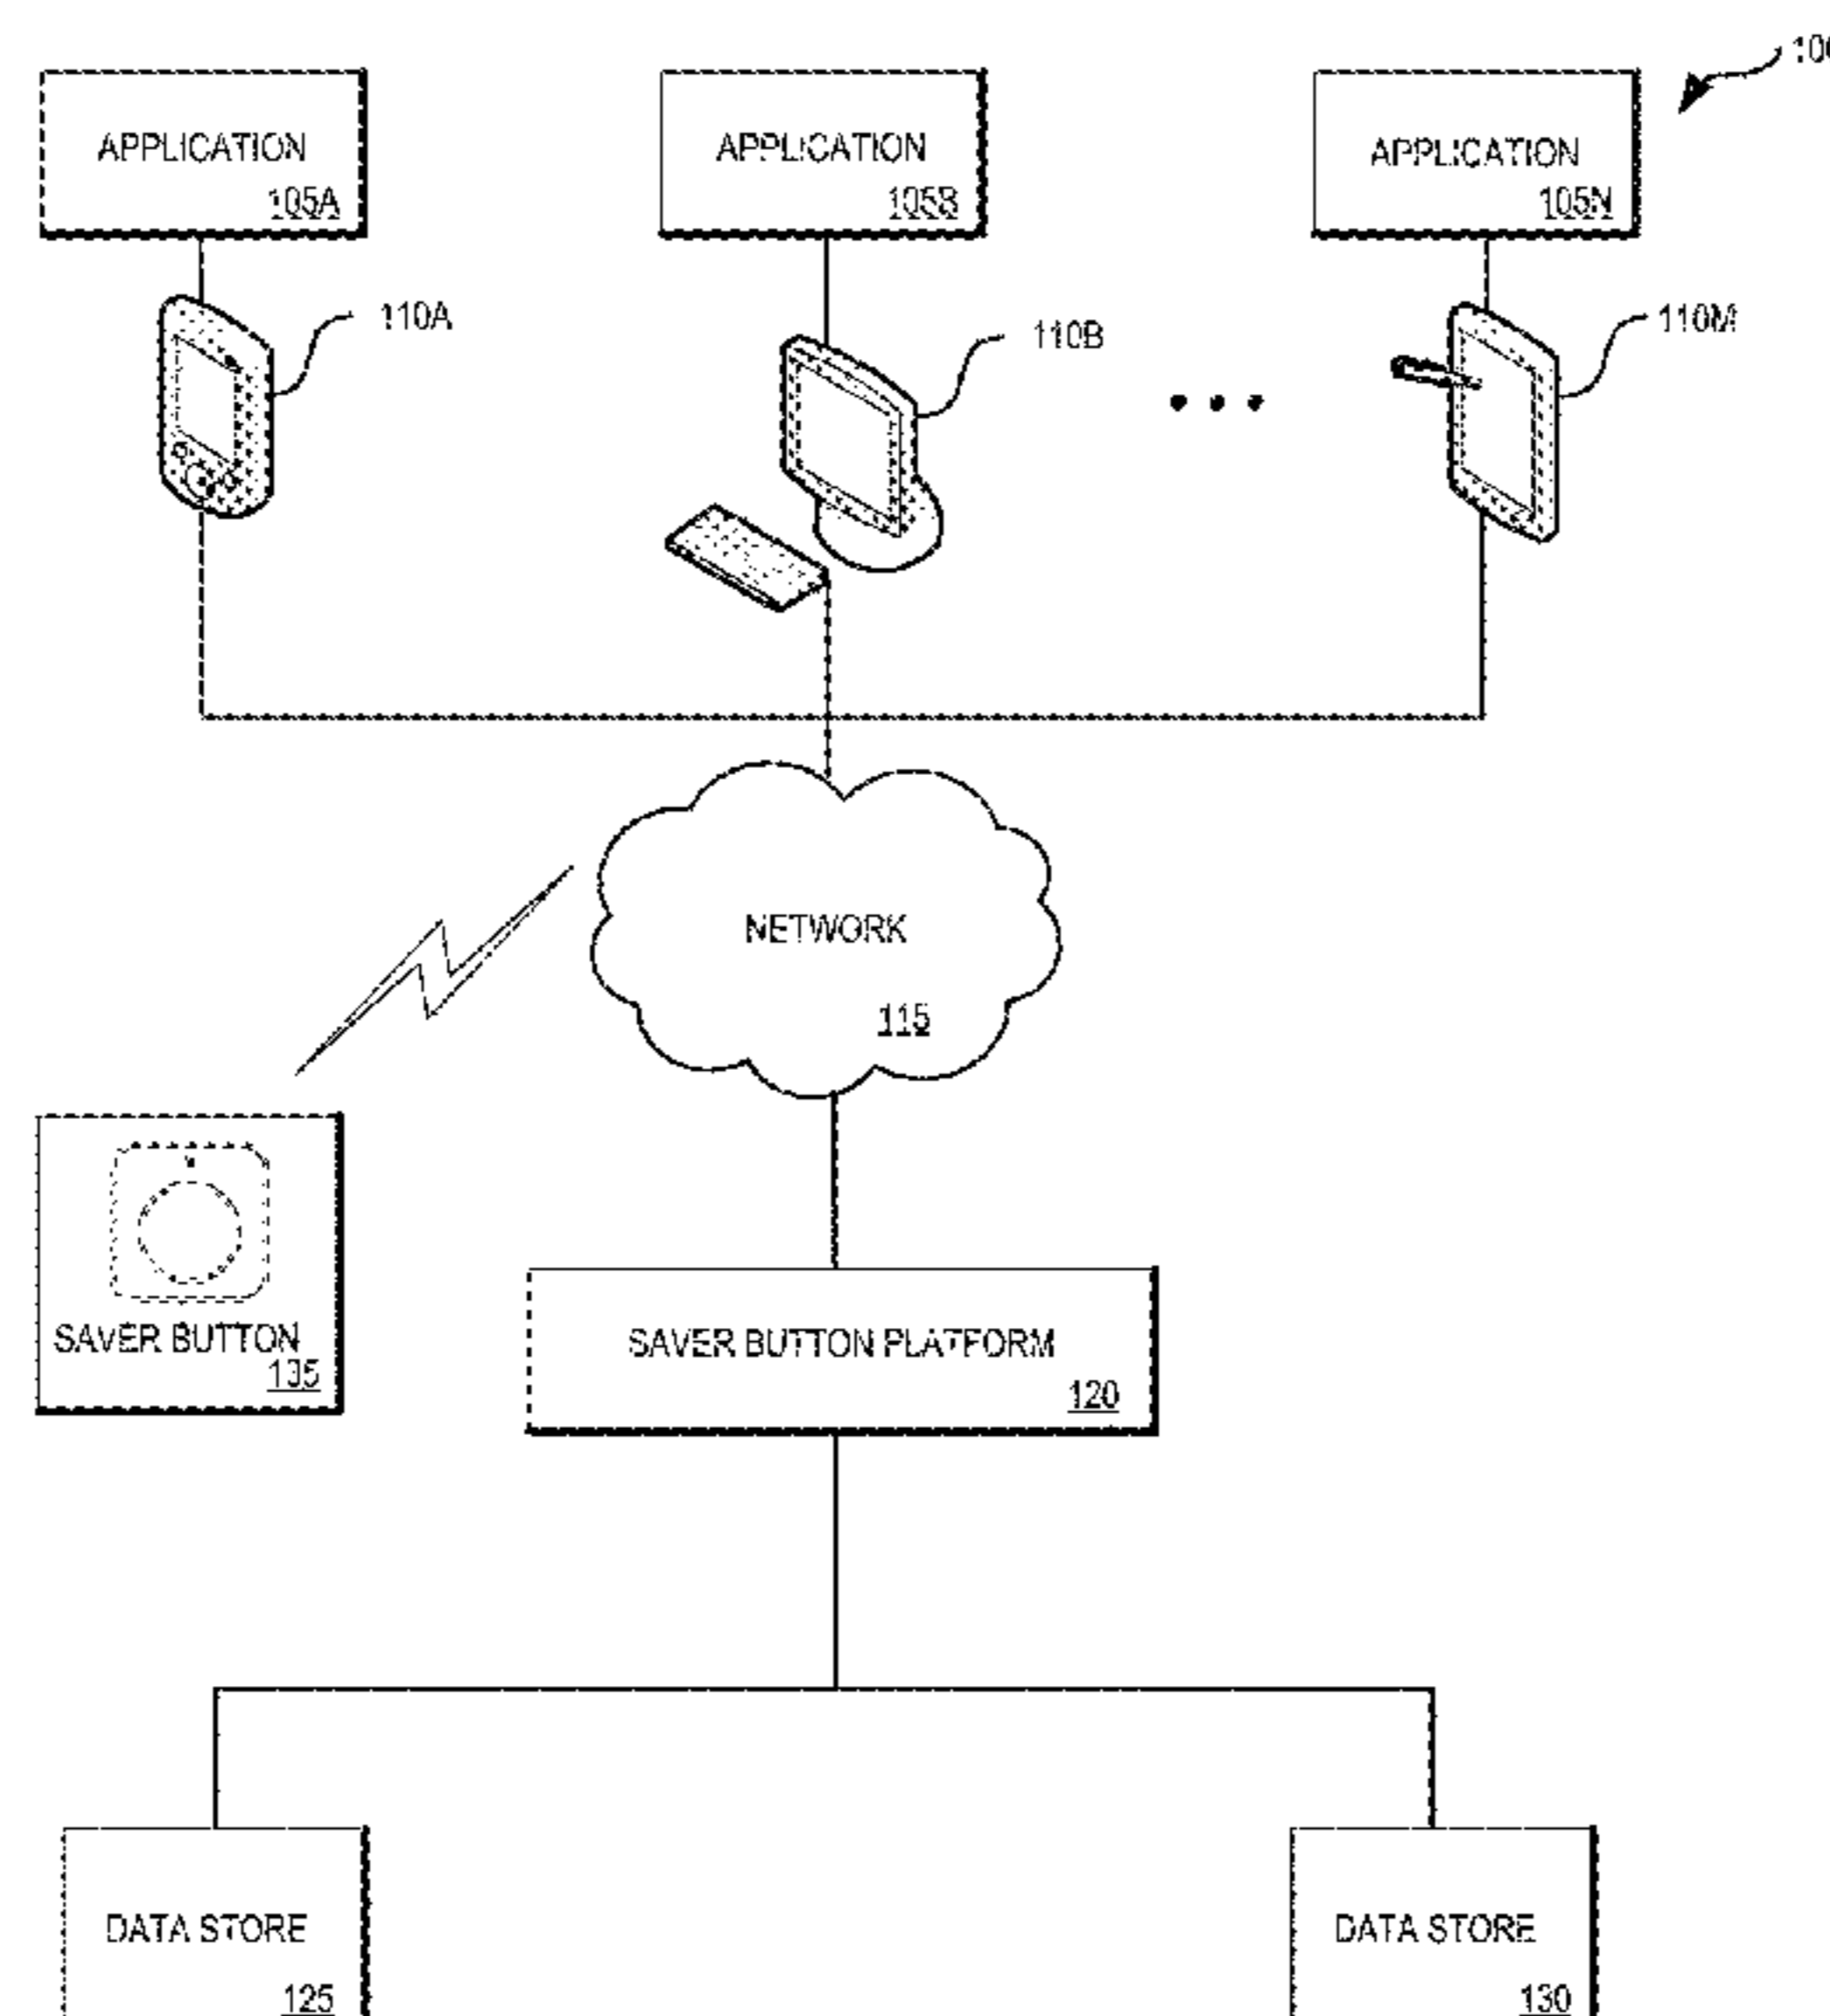 100
APPLICATION
105A
APPLICATION
105B
APPLICATION
105N
110A
110B
110M
NETWORK
115
SAVER BUTTON
135
SAVER BUTTON PLATFORM
120
DATA STORE
125
DATA STORE
130